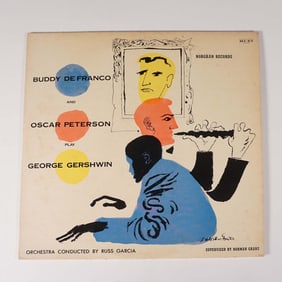 NORGRAN RECORDS
BUDDY DE FRANCO
AND
OSCAR PETERSON
PLAY
GEORGE GERSHWIN
ORCHESTRA CONDUCTED BY RUSS GARCIA
SUPERVISED BY NORMAN GRANZ